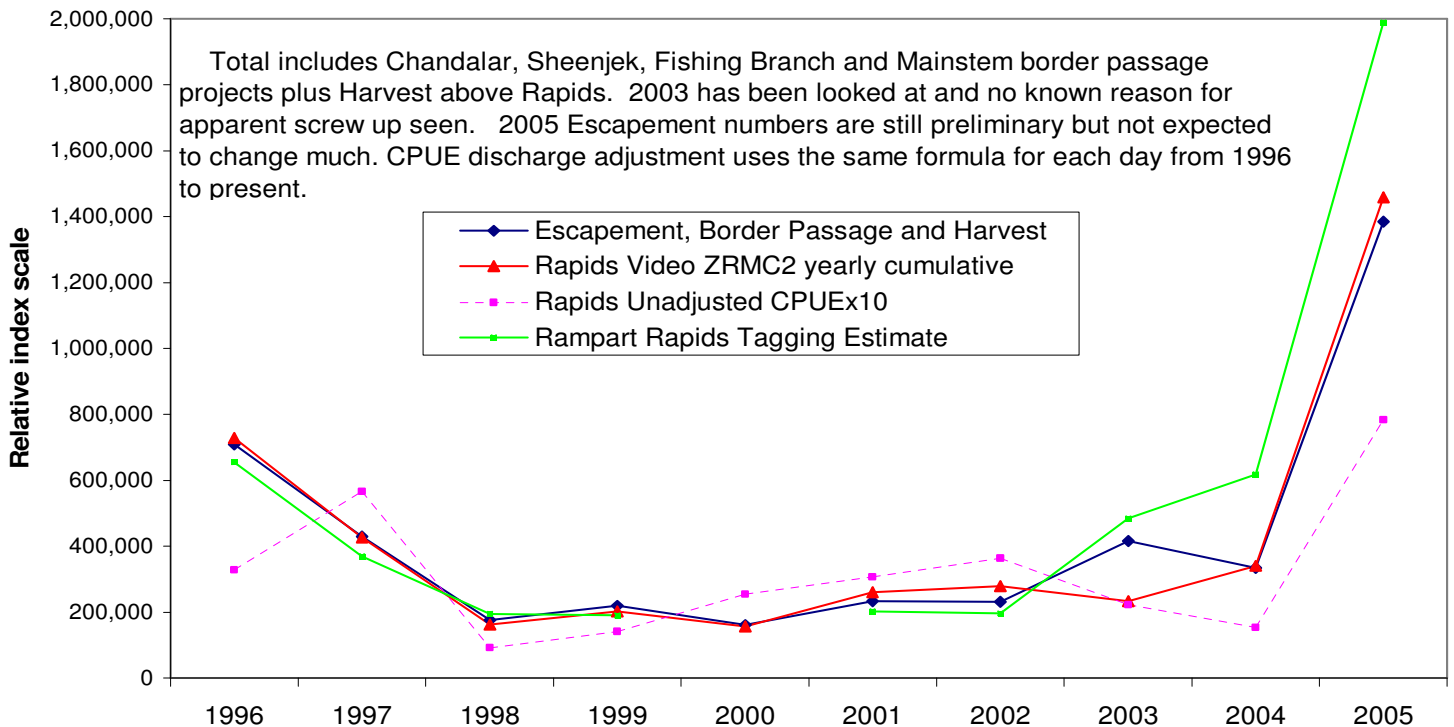 2,000,000
1,800,000
1,600,000
1,400,000
1,200,000
1,000,000
800,000
600,000
400,000
200,000
0
Relative index scale
Total includes Chandalar, Sheenjek, Fishing Branch and Mainstem border passage
projects plus Harvest above Rapids. 2003 has been looked at and no known reason for
apparent screw up seen. 2005 Escapement numbers are still preliminary but not expected
to change much. CPUE discharge adjustment uses the same formula for each day from 1996
to present.
Escapement, Border Passage and Harvest
Rapids Video ZRMC2 yearly cumulative
Rapids Unadjusted CPUEx10
Rampart Rapids Tagging Estimate
1996 1997 1998 1999 2000 2001 2002 2003 2004 2005